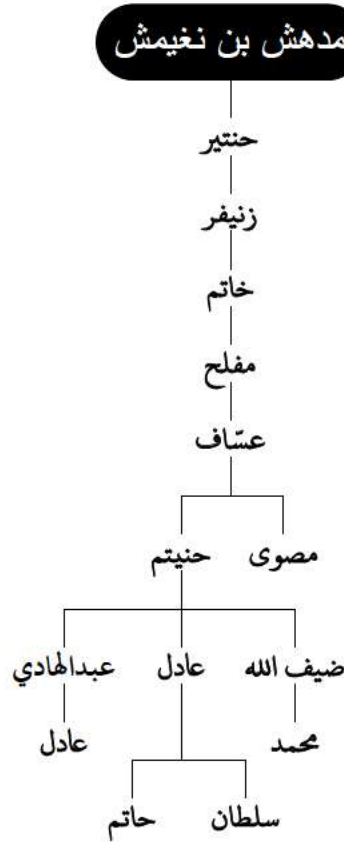 مدهش بن نغيمش
حنتير
زنيفر
خاتم
مفلح
عسّاف
مصوى حنيتم
ضيف الله عادل عبدالهادي
محمد عادل
سلطان حاتم